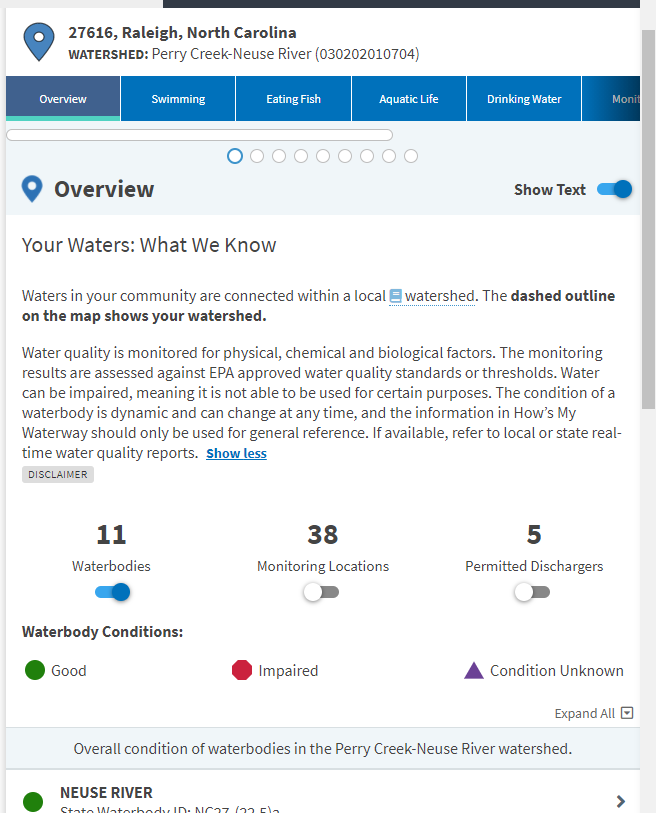 27616, Raleigh, North Carolina
WATERSHED: Perry Creek-Neuse River (030202010704)
Overview
Swimming
Eating Fish
Aquatic Life
Drinking Water
Monit
Overview
Show Text
Your Waters: What We Know
Waters in your community are connected within a local watershed. The dashed outline
on the map shows your watershed.
Water quality is monitored for physical, chemical and biological factors. The monitoring
results are assessed against EPA approved water quality standards or thresholds. Water
can be impaired, meaning it is not able to be used for certain purposes. The condition of a
waterbody is dynamic and can change at any time, and the information in How's My
Waterway should only be used for general reference. If available, refer to local or state real-
time water quality reports. Show less
DISCLAIMER
11
Waterbodies
38
Monitoring Locations
5
Permitted Dischargers
Waterbody Conditions:
Good
Impaired
Condition Unknown
Expand All
Overall condition of waterbodies in the Perry Creek-Neuse River watershed.
NEUSE RIVER
State Waterbody ID: NC27-(22.5)a